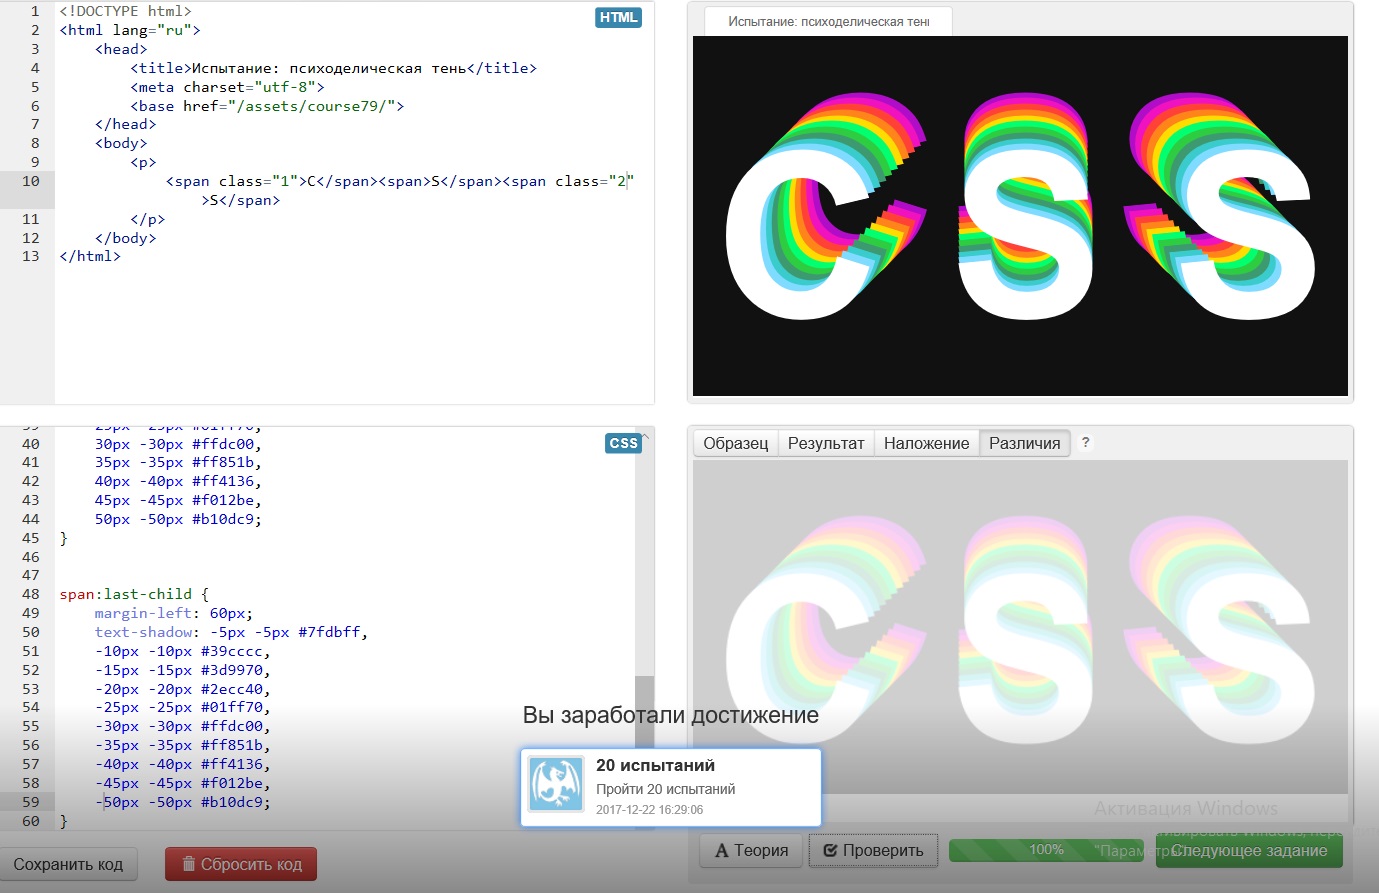 1 <!DOCTYPE html>
2 <html lang="ru">
3 <head>
4 <title>Испытание: психоделическая тень</title>
5 <meta charset="utf-8">
6 <base href="/assets/course79/">
7 </head>
8 <body>
9 <p>
10 <span class="1">C</span><span>S</span><span class="2"
>S</span>
11 </p>
12 </body>
13 </html>
HTML
Испытание: психоделическая тень
CSS
40 30px -30px #ffdc00,
41 35px -35px #ff851b,
42 40px -40px #ff4136,
43 45px -45px #f012be,
44 50px -50px #b10dc9;
45 }
46
47
48 span:last-child {
49 margin-left: 60px;
50 text-shadow: -5px -5px #7fdbff,
51 -10px -10px #39cccc,
52 -15px -15px #3d9970,
53 -20px -20px #2ecc40,
54 -25px -25px #01ff70,
55 -30px -30px #ffdc00,
56 -35px -35px #ff851b,
57 -40px -40px #ff4136,
58 -45px -45px #f012be,
59 -50px -50px #b10dc9;
60 }
CSS
Образец Результат Наложение Различия ?
CSS
Вы заработали достижение
20 испытаний
Пройти 20 испытаний
2017-12-22 16:29:06
Активация Windows
Сохранить код Сбросить код
Теория Проверить 100% "Параметры Следующее задание